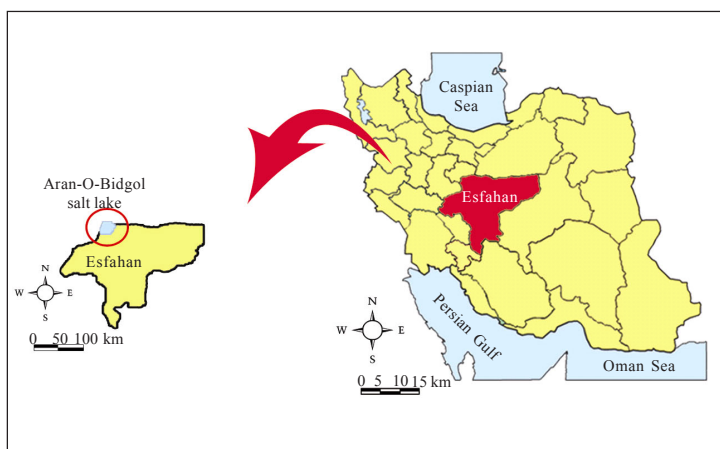 Caspian
Sea
Aran-O-Bidgol
salt lake
Esfahan
N
W E
S
0 50 100 km
Esfahan
Persian Gulf
Oman Sea
N
W E
S
0 5 10 15 km